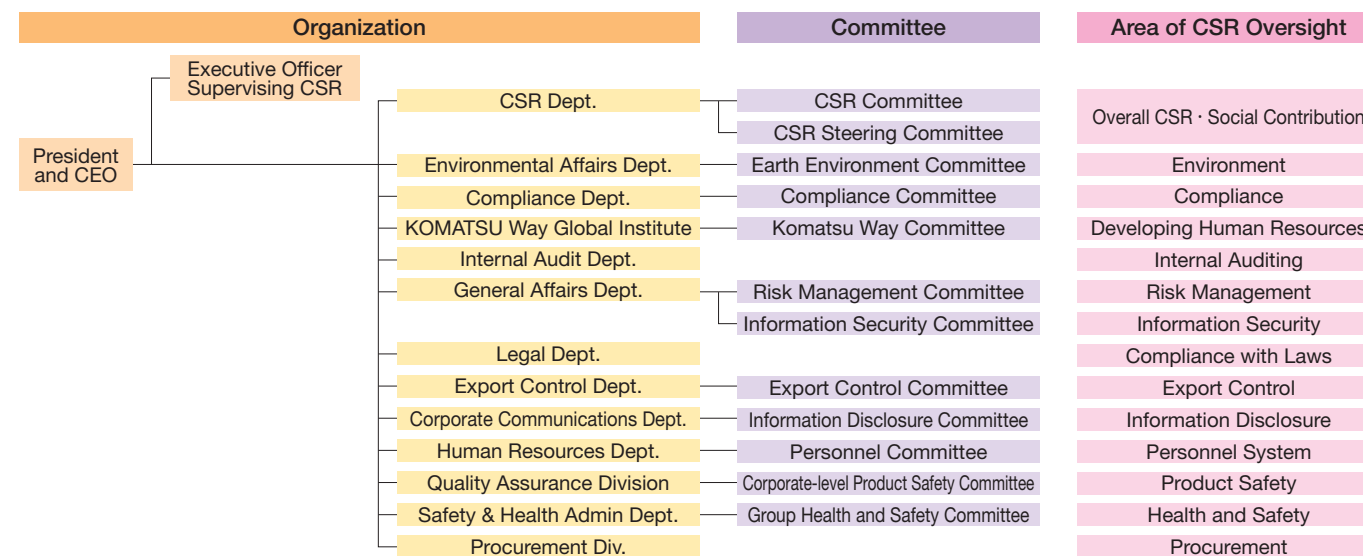 Organization
Committee
Area of CSR Oversight
Executive Officer
Supervising CSR
President
and CEO
CSR Dept.
CSR Committee
CSR Steering Committee
Overall CSR · Social Contribution
Environmental Affairs Dept.
Earth Environment Committee
Environment
Compliance Dept.
Compliance Committee
Compliance
KOMATSU Way Global Institute
Komatsu Way Committee
Developing Human Resources
Internal Audit Dept.
Internal Auditing
General Affairs Dept.
Risk Management Committee
Risk Management
Information Security Committee
Information Security
Legal Dept.
Compliance with Laws
Export Control Dept.
Export Control Committee
Export Control
Corporate Communications Dept.
Information Disclosure Committee
Information Disclosure
Human Resources Dept.
Personnel Committee
Personnel System
Quality Assurance Division
Corporate-level Product Safety Committee
Product Safety
Safety & Health Admin Dept.
Group Health and Safety Committee
Health and Safety
Procurement Div.
Procurement